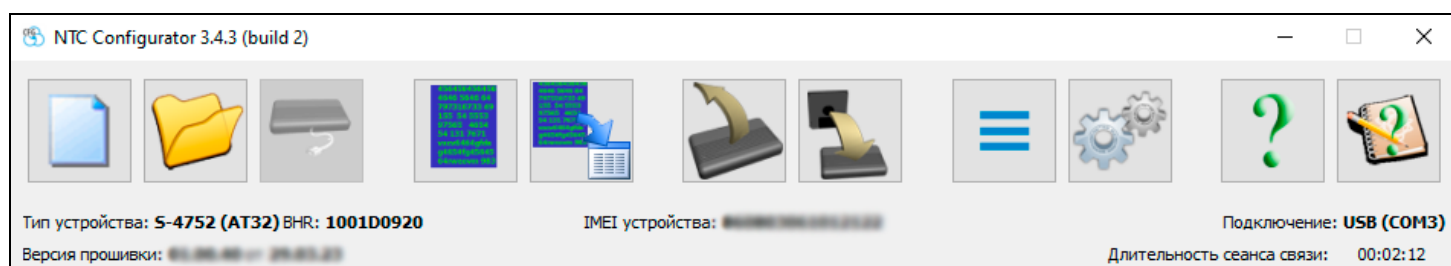 NTC Configurator 3.4.3 (build 2)
Тип устройства: S-4752 (AT32) BHR: 1001D0920 IMEI устройства: Подключение: USB (COM3)
Версия прошивки: Длительность сеанса связи: 00:02:12